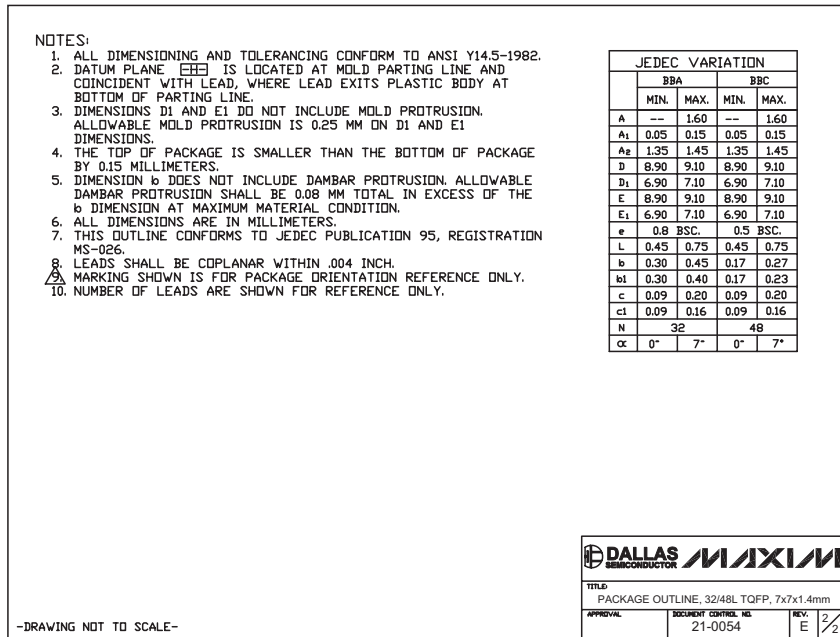 NOTES:
1. ALL DIMENSIONING AND TOLERANCING CONFORM TO ANSI Y14.5-1982.
2. DATUM PLANE -H- IS LOCATED AT MOLD PARTING LINE AND
COINCIDENT WITH LEAD, WHERE LEAD EXITS PLASTIC BODY AT
BOTTOM OF PARTING LINE.
3. DIMENSIONS D1 AND E1 DO NOT INCLUDE MOLD PROTRUSION.
ALLOWABLE MOLD PROTRUSION IS 0.25 MM ON D1 AND E1
DIMENSIONS.
4. THE TOP OF PACKAGE IS SMALLER THAN THE BOTTOM OF PACKAGE
BY 0.15 MILLIMETERS.
5. DIMENSION b DOES NOT INCLUDE DAMBAR PROTRUSION. ALLOWABLE
DAMBAR PROTRUSION SHALL BE 0.08 MM TOTAL IN EXCESS OF THE
b DIMENSION AT MAXIMUM MATERIAL CONDITION.
6. ALL DIMENSIONS ARE IN MILLIMETERS.
7. THIS OUTLINE CONFORMS TO JEDEC PUBLICATION 95, REGISTRATION
MS-026.
8. LEADS SHALL BE COPLANAR WITHIN .004 INCH.
9. MARKING SHOWN IS FOR PACKAGE ORIENTATION REFERENCE ONLY.
10. NUMBER OF LEADS ARE SHOWN FOR REFERENCE ONLY.
JEDEC VARIATION
BBA BBC
MIN. MAX. MIN. MAX.
A -- 1.60 -- 1.60
A1 0.05 0.15 0.05 0.15
A2 1.35 1.45 1.35 1.45
D 8.90 9.10 8.90 9.10
D1 6.90 7.10 6.90 7.10
E 8.90 9.10 8.90 9.10
E1 6.90 7.10 6.90 7.10
e 0.8 BSC. 0.5 BSC.
L 0.45 0.75 0.45 0.75
b 0.30 0.45 0.17 0.27
b1 0.30 0.40 0.17 0.23
c 0.09 0.20 0.09 0.20
c1 0.09 0.16 0.09 0.16
N 32 48
α 0° 7° 0° 7°
-DRAWING NOT TO SCALE-
DALLAS SEMICONDUCTOR MAXIM
TITLE:
PACKAGE OUTLINE, 32/48L TQFP, 7x7x1.4mm
APPROVAL DOCUMENT CONTROL NO. REV.
21-0054 E 2/2